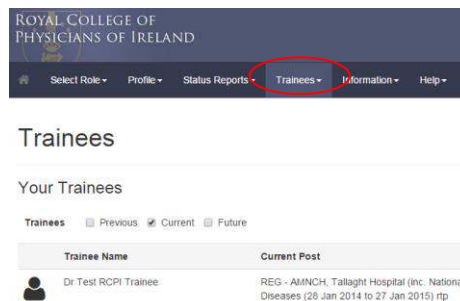 ROYAL COLLEGE OF
PHYSICIANS OF IRELAND
Select Role Profile Status Reports Trainees Information Help
Trainees
Your Trainees
Trainees Previous Current Future
Trainee Name Current Post
Dr Test RCPI Trainee REG - AMNCH, Tallaght Hospital (inc. Nationa
Diseases (28 Jan 2014 to 27 Jan 2015) rtp